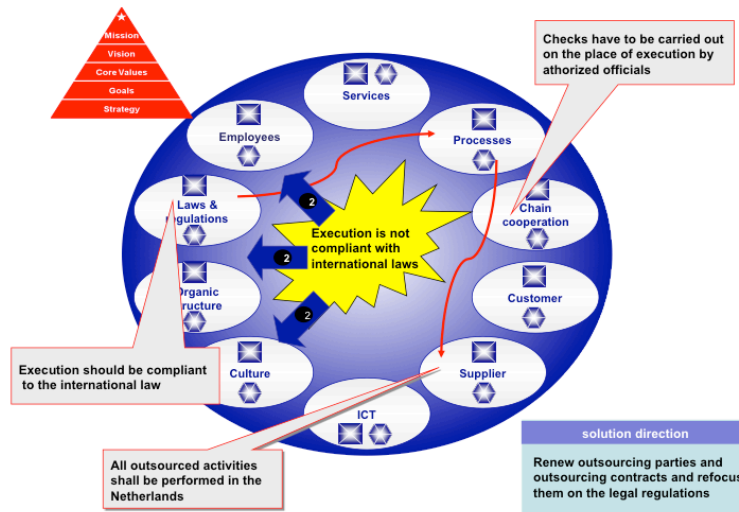 Mission
Vision
Core Values
Goals
Strategy
Checks have to be carried out
on the place of execution by
athorized officials
Services
Employees
Processes
Laws &
egulations
Chain
cooperation
2
Execution is not
compliant with
international laws
2
Organic
tructure
Customer
2
Execution should be compliant
to the international law
Culture
Supplier
ICT
All outsourced activities
shall be performed in the
Netherlands
solution direction
Renew outsourcing parties and
outsourcing contracts and refocus
them on the legal regulations